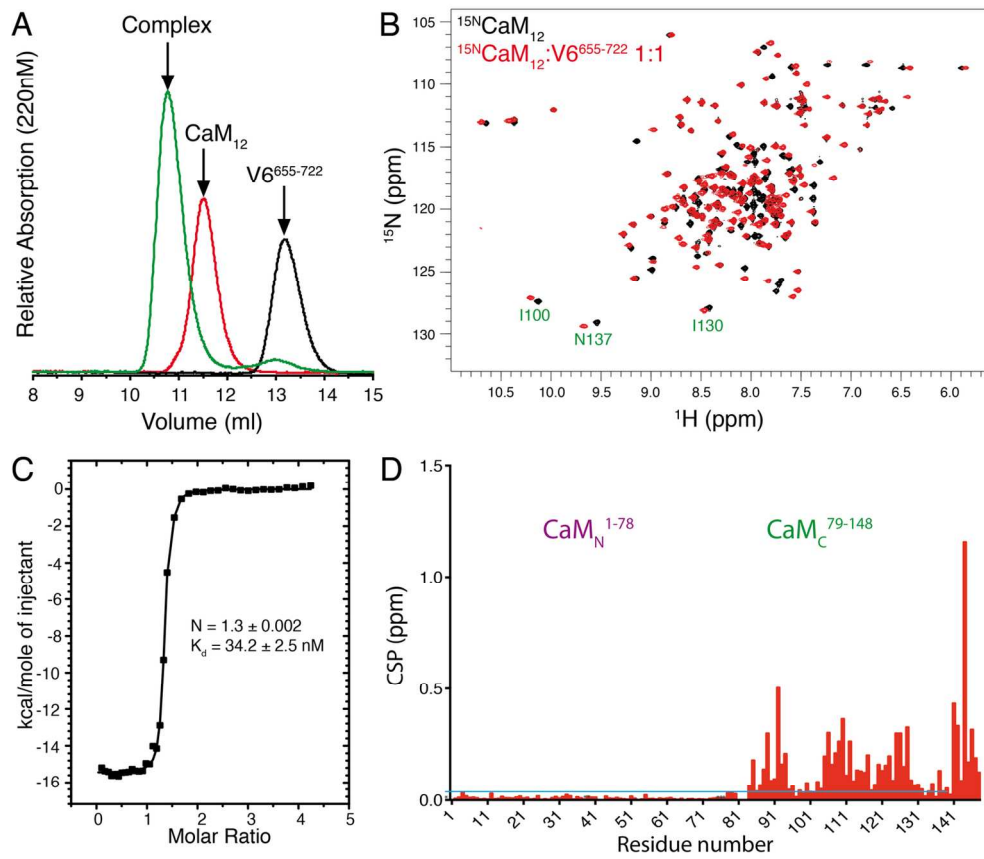 A
Complex
CaM₁₂
V6⁶⁵⁵⁻⁷²²
Relative Absorption (220nM)
8 9 10 11 12 13 14 15
Volume (ml)
B
¹⁵NCaM₁₂
¹⁵NCaM₁₂:V6⁶⁵⁵⁻⁷²² 1:1
105
110
115
120
125
130
¹⁵N (ppm)
I100
N137
I130
10.5 10.0 9.5 9.0 8.5 8.0 7.5 7.0 6.5 6.0
¹H (ppm)
C
0
-2
-4
-6
-8
-10
-12
-14
-16
kcal/mole of injectant
N = 1.3 ± 0.002
K_d = 34.2 ± 2.5 nM
0 1 2 3 4 5
Molar Ratio
D
1.5
1.0
0.5
0.0
CSP (ppm)
CaM_N¹⁻⁷⁸
CaM_C⁷⁹⁻¹⁴⁸
1 11 21 31 41 51 61 71 81 91 101 111 121 131 141
Residue number